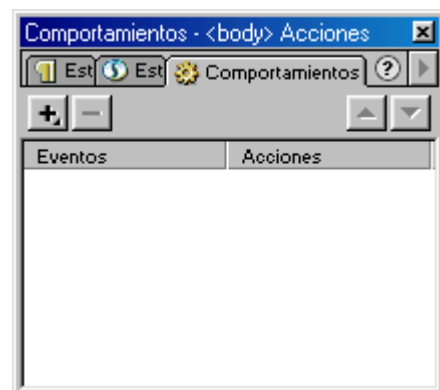 Comportamientos - <body> Acciones
Est Est Comportamientos ?
Eventos Acciones